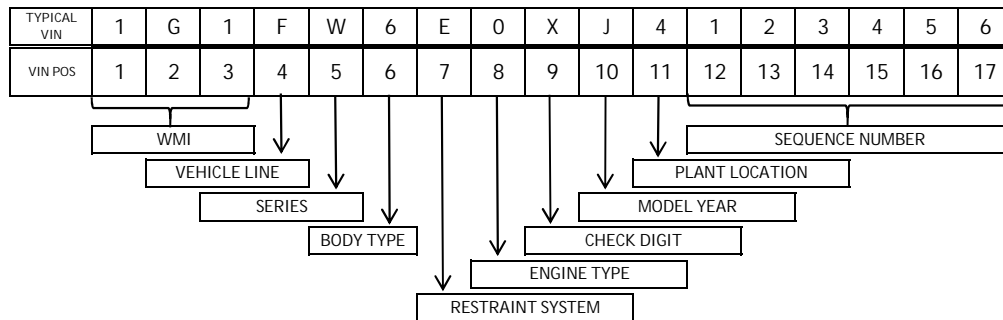 TYPICAL VIN 1 G 1 F W 6 E 0 X J 4 1 2 3 4 5 6
VIN POS 1 2 3 4 5 6 7 8 9 10 11 12 13 14 15 16 17
WMI SEQUENCE NUMBER
VEHICLE LINE PLANT LOCATION
SERIES MODEL YEAR
BODY TYPE CHECK DIGIT
ENGINE TYPE
RESTRAINT SYSTEM